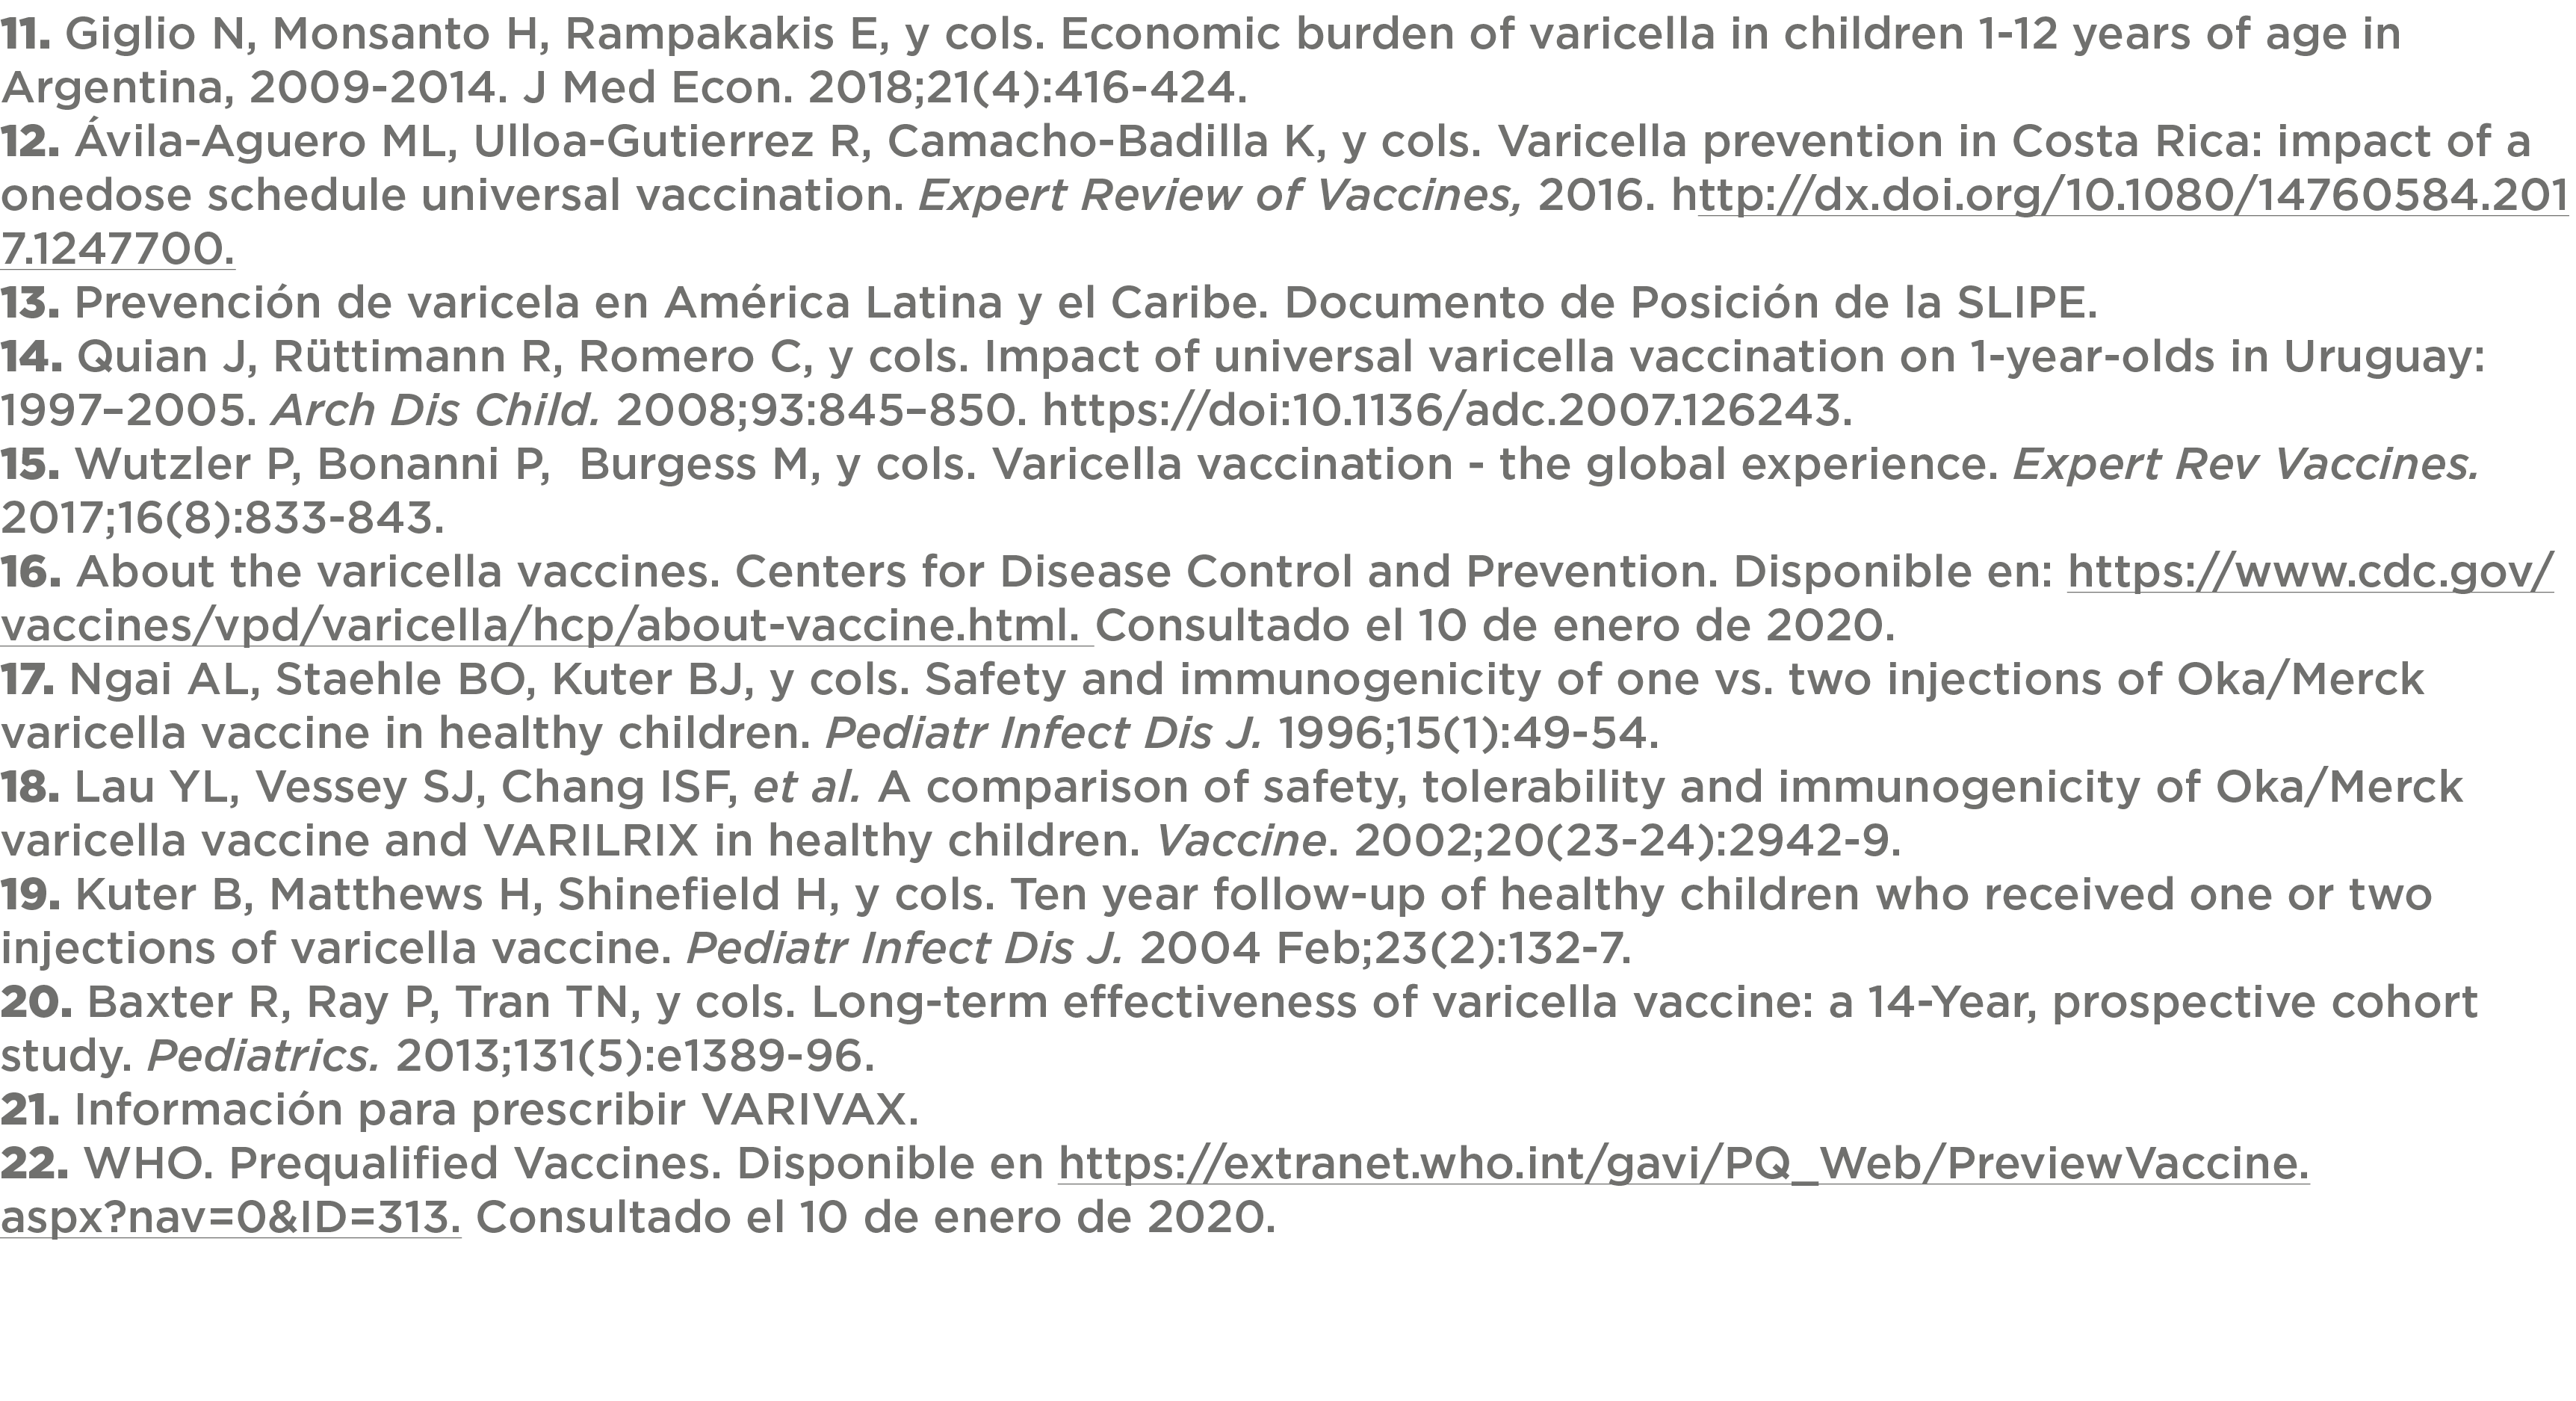 11. Giglio N, Monsanto H, Rampakakis E, y cols. Economic burden of varicella in children 1-12 years of age in
Argentina, 2009-2014. J Med Econ. 2018;21(4):416-424.
12. Ávila-Aguero ML, Ulloa-Gutierrez R, Camacho-Badilla K, y cols. Varicella prevention in Costa Rica: impact of a
onedose schedule universal vaccination. Expert Review of Vaccines, 2016. http://dx.doi.org/10.1080/14760584.201
7.1247700.
13. Prevención de varicela en América Latina y el Caribe. Documento de Posición de la SLIPE.
14. Quian J, Rüttimann R, Romero C, y cols. Impact of universal varicella vaccination on 1-year-olds in Uruguay:
1997–2005. Arch Dis Child. 2008;93:845–850. https://doi:10.1136/adc.2007.126243.
15. Wutzler P, Bonanni P,  Burgess M, y cols. Varicella vaccination - the global experience. Expert Rev Vaccines.
2017;16(8):833-843.
16. About the varicella vaccines. Centers for Disease Control and Prevention. Disponible en: https://www.cdc.gov/
vaccines/vpd/varicella/hcp/about-vaccine.html. Consultado el 10 de enero de 2020.
17. Ngai AL, Staehle BO, Kuter BJ, y cols. Safety and immunogenicity of one vs. two injections of Oka/Merck
varicella vaccine in healthy children. Pediatr Infect Dis J. 1996;15(1):49-54.
18. Lau YL, Vessey SJ, Chang ISF, et al. A comparison of safety, tolerability and immunogenicity of Oka/Merck
varicella vaccine and VARILRIX in healthy children. Vaccine. 2002;20(23-24):2942-9.
19. Kuter B, Matthews H, Shinefield H, y cols. Ten year follow-up of healthy children who received one or two
injections of varicella vaccine. Pediatr Infect Dis J. 2004 Feb;23(2):132-7.
20. Baxter R, Ray P, Tran TN, y cols. Long-term effectiveness of varicella vaccine: a 14-Year, prospective cohort
study. Pediatrics. 2013;131(5):e1389-96.
21. Información para prescribir VARIVAX.
22. WHO. Prequalified Vaccines. Disponible en https://extranet.who.int/gavi/PQ_Web/PreviewVaccine.
aspx?nav=0&ID=313. Consultado el 10 de enero de 2020.